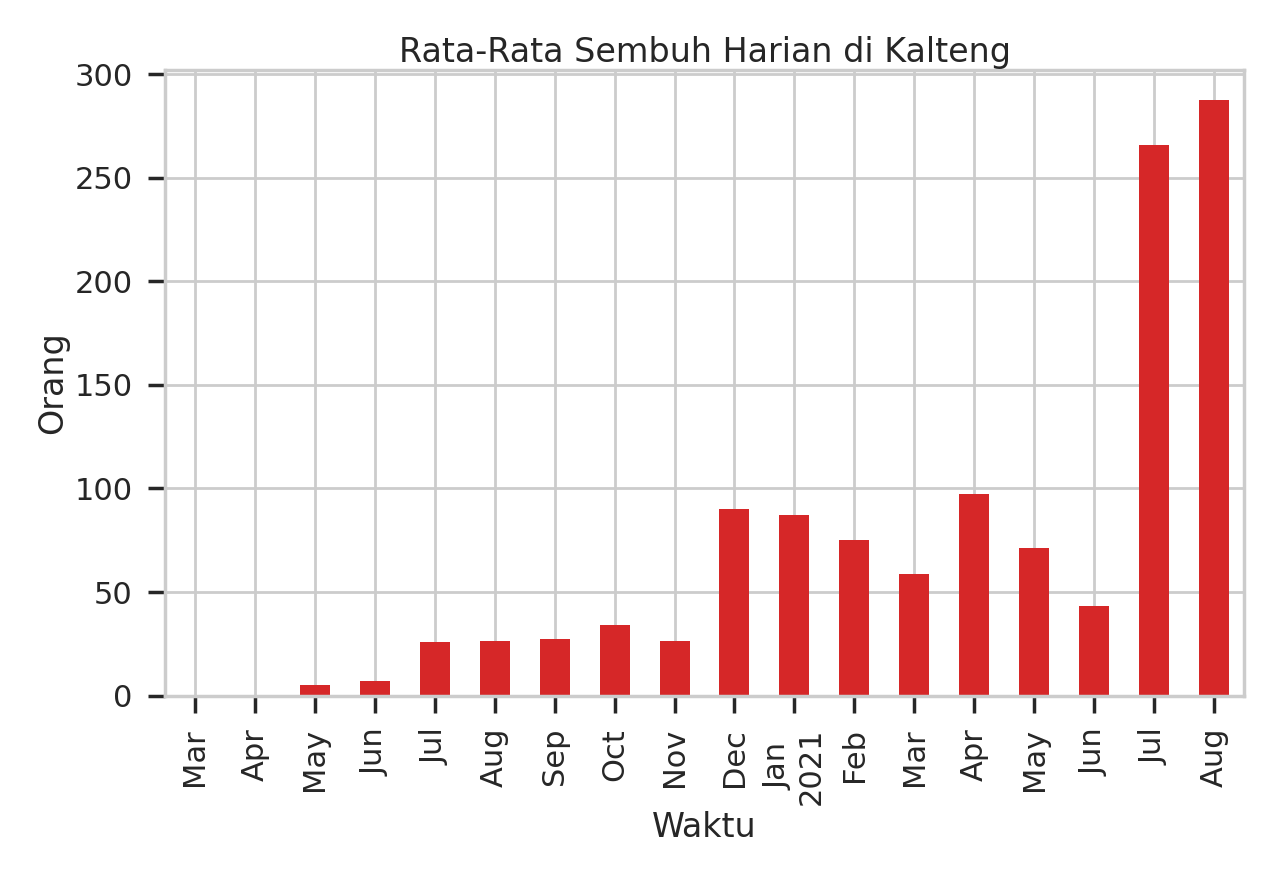 Rata-Rata Sembuh Harian di Kalteng
300
250
200
150
100
50
0
Orang
Mar
Apr
May
Jun
Jul
Aug
Sep
Oct
Nov
Dec
Jan
2021
Feb
Mar
Apr
May
Jun
Jul
Aug
Waktu